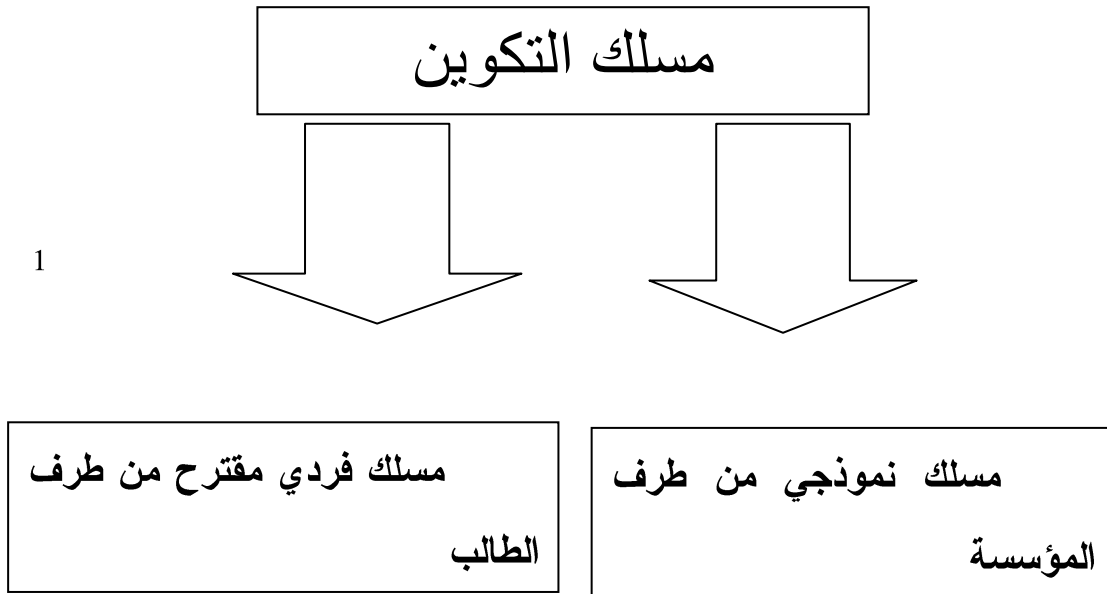 مسلك التكوين
1
مسلك نموذجي من طرف
المؤسسة
مسلك فردي مقترح من طرف
الطالب